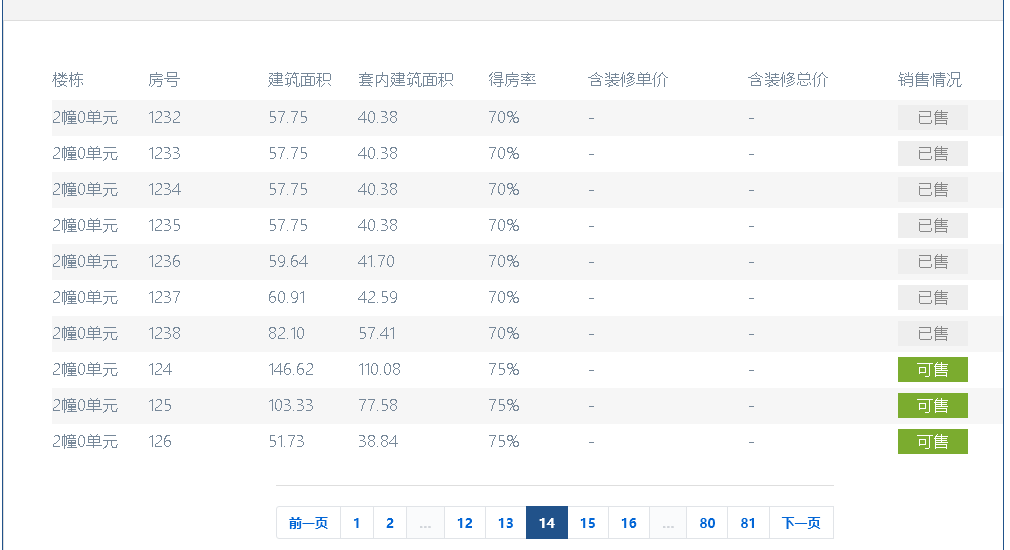 楼栋 房号 建筑面积 套内建筑面积 得房率 含装修单价 含装修总价 销售情况
2幢0单元 1232 57.75 40.38 70% - - 已售
2幢0单元 1233 57.75 40.38 70% - - 已售
2幢0单元 1234 57.75 40.38 70% - - 已售
2幢0单元 1235 57.75 40.38 70% - - 已售
2幢0单元 1236 59.64 41.70 70% - - 已售
2幢0单元 1237 60.91 42.59 70% - - 已售
2幢0单元 1238 82.10 57.41 70% - - 已售
2幢0单元 124 146.62 110.08 75% - - 可售
2幢0单元 125 103.33 77.58 75% - - 可售
2幢0单元 126 51.73 38.84 75% - - 可售
前一页 1 2 ... 12 13 14 15 16 ... 80 81 下一页